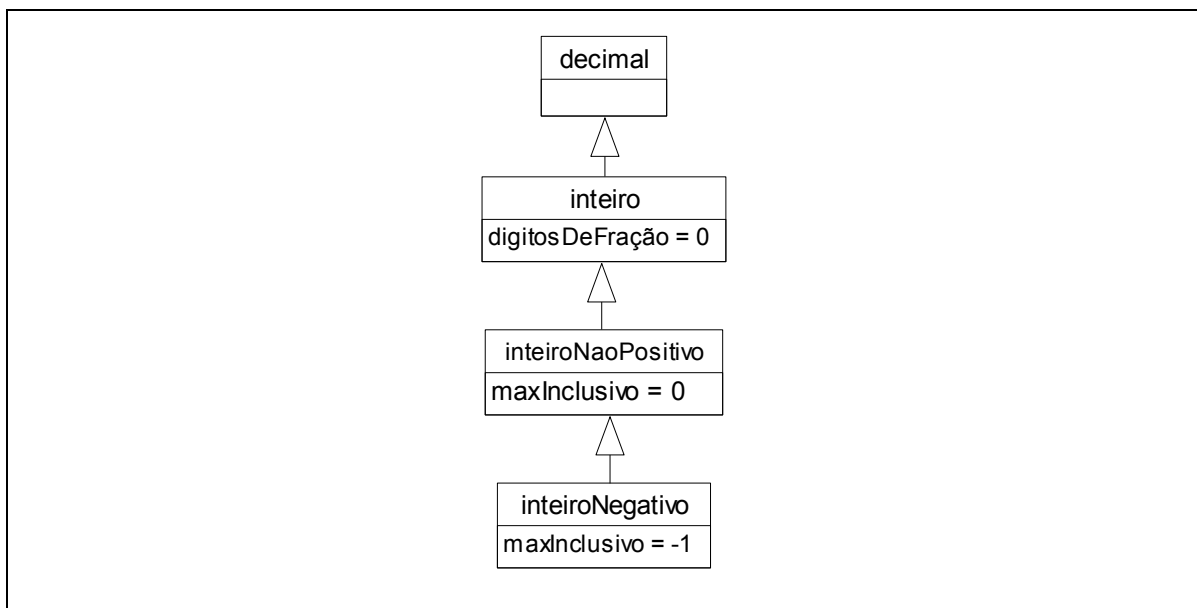 decimal
inteiro
digitosDeFração = 0
inteiroNaoPositivo
maxInclusivo = 0
inteiroNegativo
maxInclusivo = -1